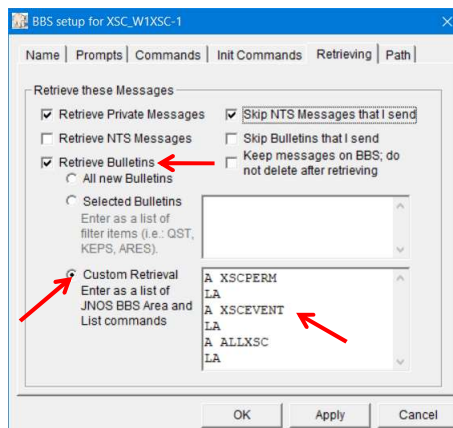 BBS setup for XSC_W1XSC-1
Name Prompts Commands Init Commands Retrieving Path
Retrieve these Messages
Retrieve Private Messages
Skip NTS Messages that I send
Retrieve NTS Messages
Skip Bulletins that I send
Retrieve Bulletins
Keep messages on BBS; do
not delete after retrieving
All new Bulletins
Selected Bulletins
Enter as a list of
filter items (i.e.: QST,
KEPS, ARES).
Custom Retrieval
Enter as a list of
JNOS BBS Area and
List commands
A XSCPERM
LA
A XSCEVENT
LA
A ALLXSC
LA
OK Apply Cancel